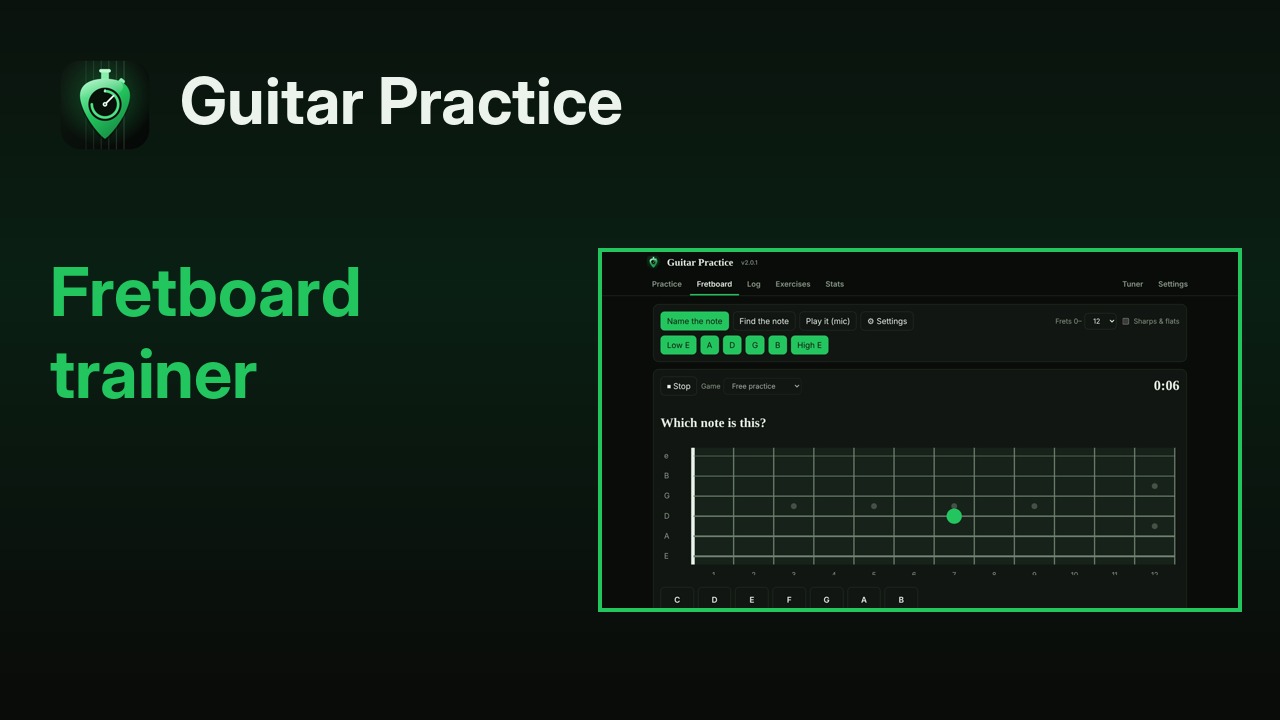 Guitar Practice
Fretboard
trainer
Guitar Practice v2.0.1
Practice Fretboard Log Exercises Stats Tuner Settings
Name the note Find the note Play it (mic) ⚙ Settings Frets 0– 12 Sharps & flats
Low E A D G B High E
■ Stop Game Free practice 0:06
Which note is this?
e
B
G
D
A
E
1 2 3 4 5 6 7 8 9 10 11 12
C D E F G A B